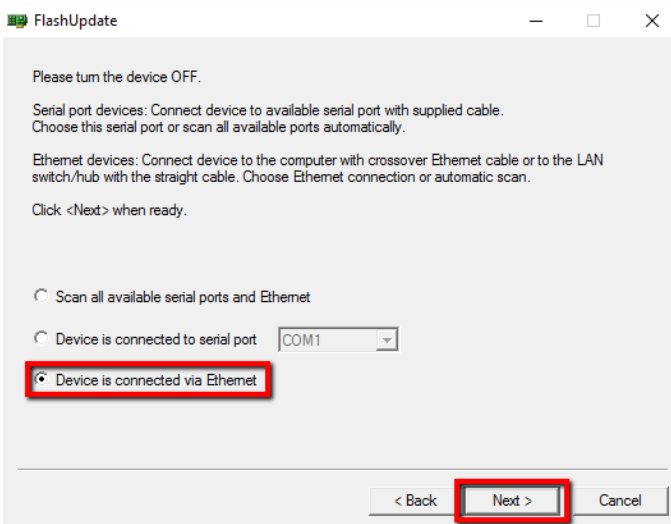 FlashUpdate
Please turn the device OFF.
Serial port devices: Connect device to available serial port with supplied cable.
Choose this serial port or scan all available ports automatically.
Ethernet devices: Connect device to the computer with crossover Ethernet cable or to the LAN
switch/hub with the straight cable. Choose Ethernet connection or automatic scan.
Click <Next> when ready.
Scan all available serial ports and Ethernet
Device is connected to serial port COM1
Device is connected via Ethernet
< Back Next > Cancel